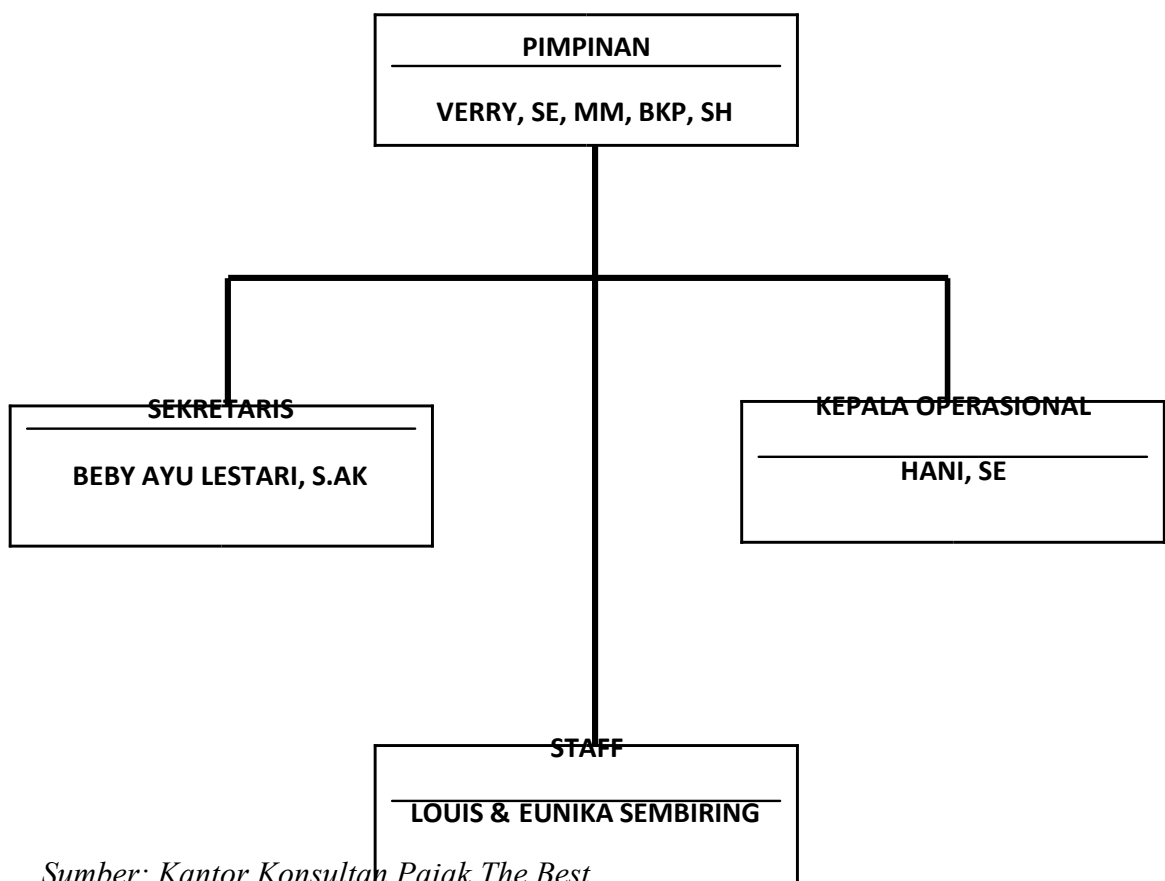 PIMPINAN
VERRY, SE, MM, BKP, SH
SEKRETARIS
BEBY AYU LESTARI, S.AK
KEPALA OPERASIONAL
HANI, SE
STAFF
LOUIS & EUNIKA SEMBIRING
Sumber: Kantor Konsultan Pajak The Best